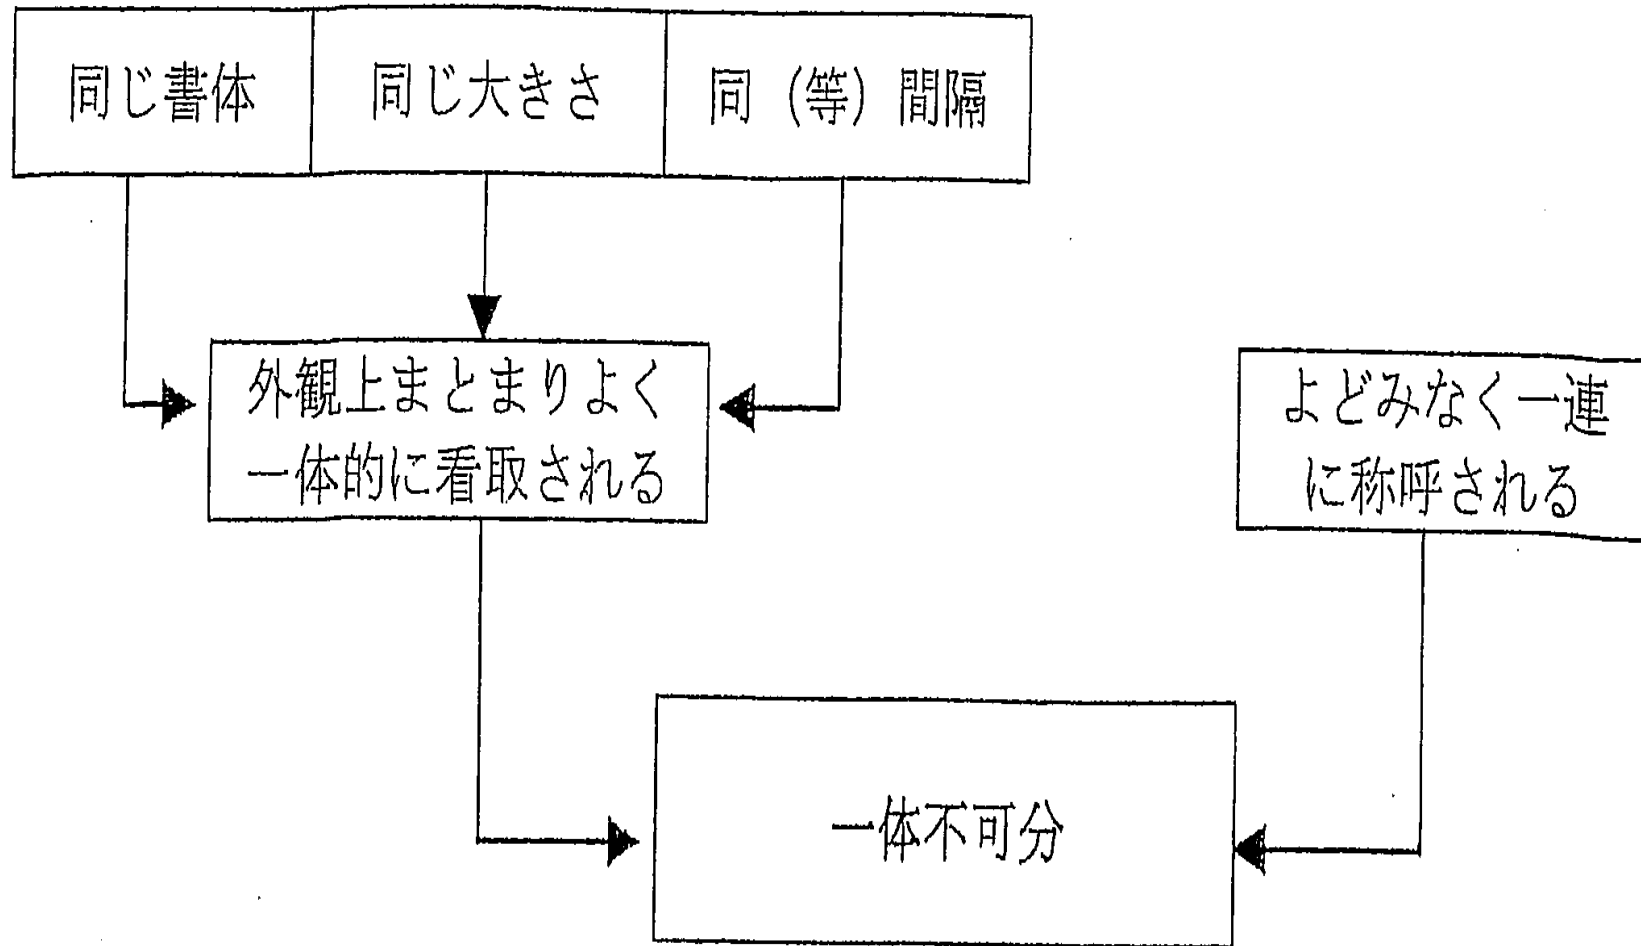 同じ書体
同じ大きさ
同（等）間隔
外観上まとまりよく
一体的に看取される
よどみなく一連
に称呼される
一体不可分